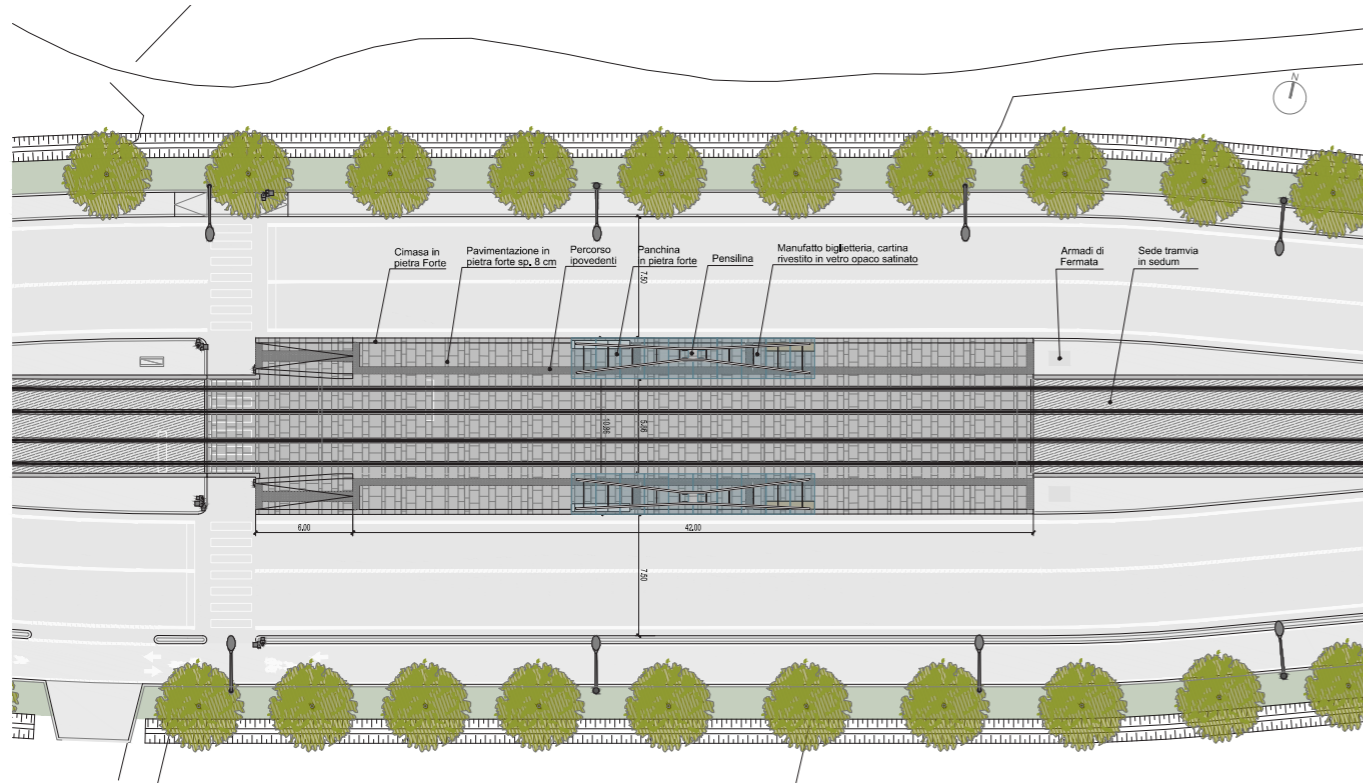 N
Cimasa in
pietra Forte
Pavimentazione in
pietra forte sp. 8 cm
Percorso
ipovedenti
Panchina
in pietra forte
Pensilina
Manufatto biglietteria, cartina
rivestito in vetro opaco satinato
Armadi di
Fermata
Sede tramvia
in sedum
7.50
6.00
42.00
7.50